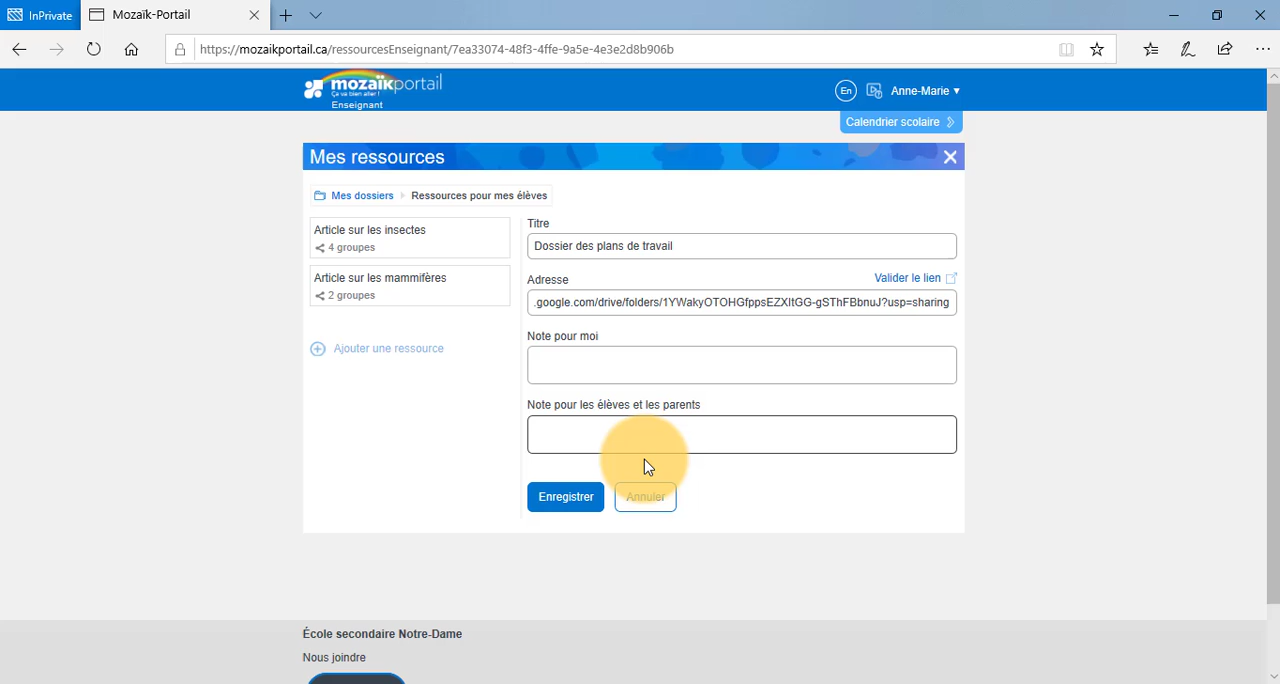 InPrivate
Mozaïk-Portail
https://mozaikportail.ca/ressourcesEnseignant/7ea33074-48f3-4ffe-9a5e-4e3e2d8b906b
mozaïkportail
Ça va bien aller !
Enseignant
En
Anne-Marie
Calendrier scolaire
Mes ressources
Mes dossiers
Ressources pour mes élèves
Article sur les insectes
4 groupes
Article sur les mammifères
2 groupes
Ajouter une ressource
Titre
Dossier des plans de travail
Adresse
Valider le lien
.google.com/drive/folders/1YWakyOTOHGfppsEZXItGG-gSThFBbnuJ?usp=sharing
Note pour moi
Note pour les élèves et les parents
Enregistrer
Annuler
École secondaire Notre-Dame
Nous joindre